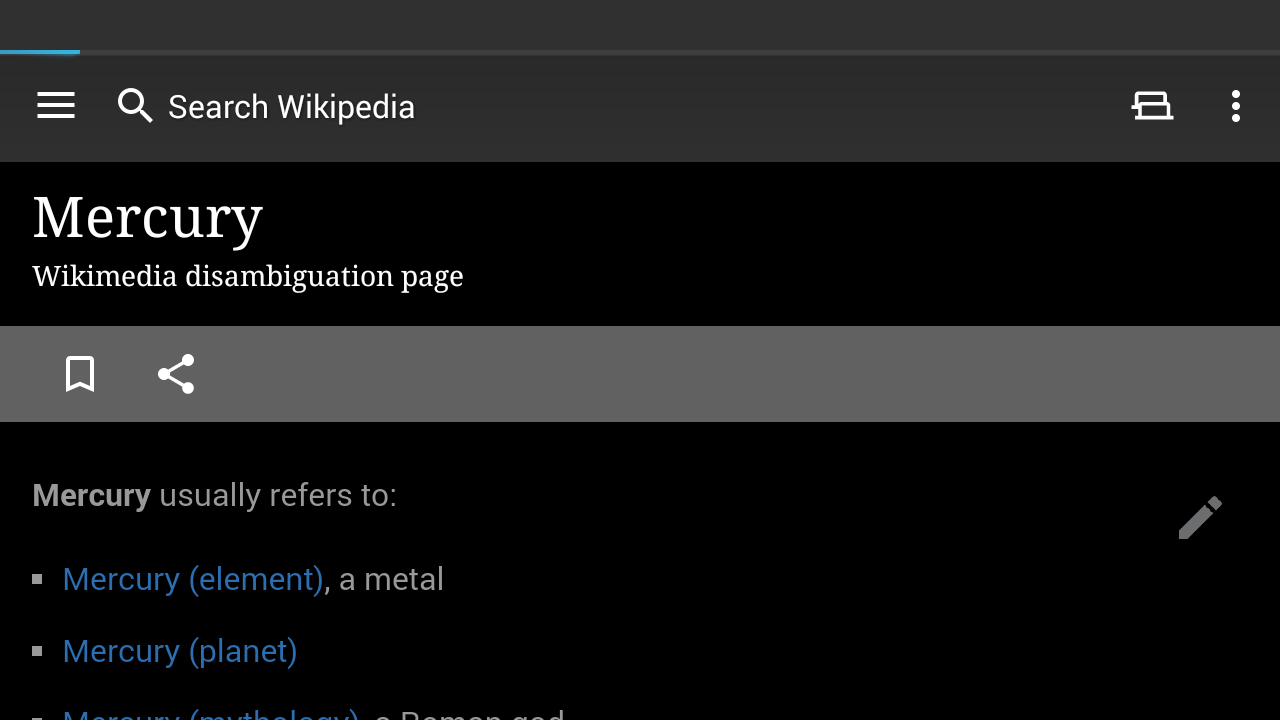 Search Wikipedia
Mercury
Wikimedia disambiguation page
Mercury usually refers to:
Mercury (element), a metal
Mercury (planet)
Mercury (mythology), a Roman god